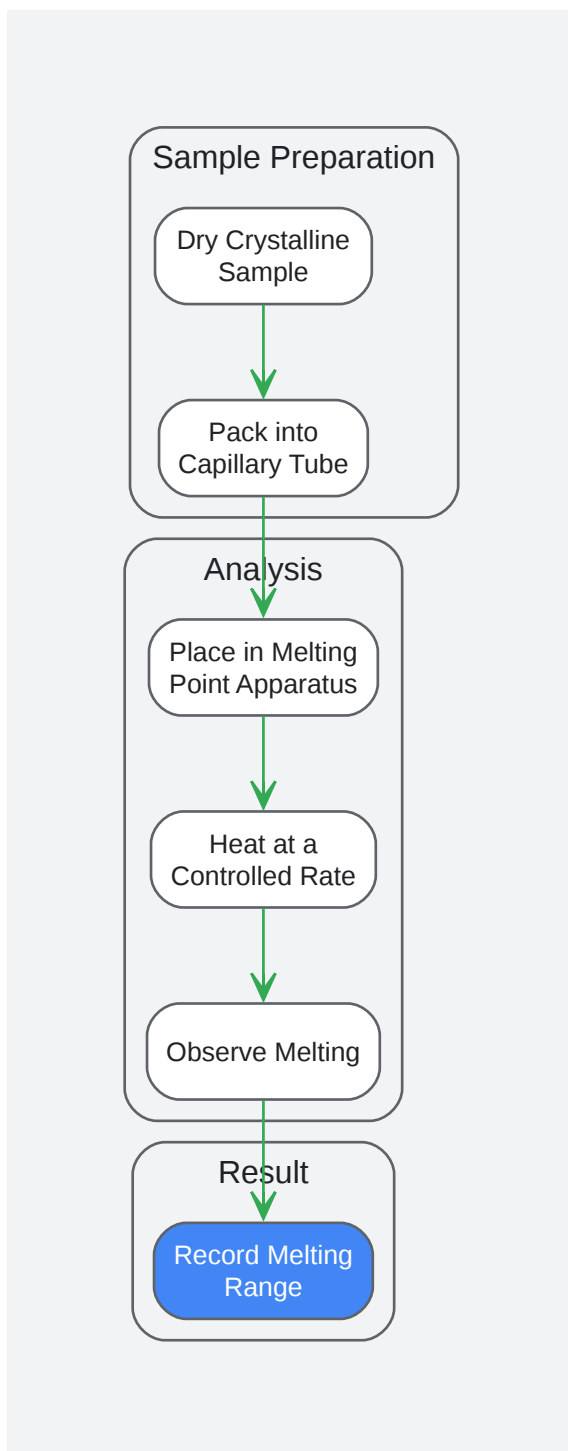 Sample Preparation
Dry Crystalline
Sample
Pack into
Capillary Tube
Analysis
Place in Melting
Point Apparatus
Heat at a
Controlled Rate
Observe Melting
Result
Record Melting
Range